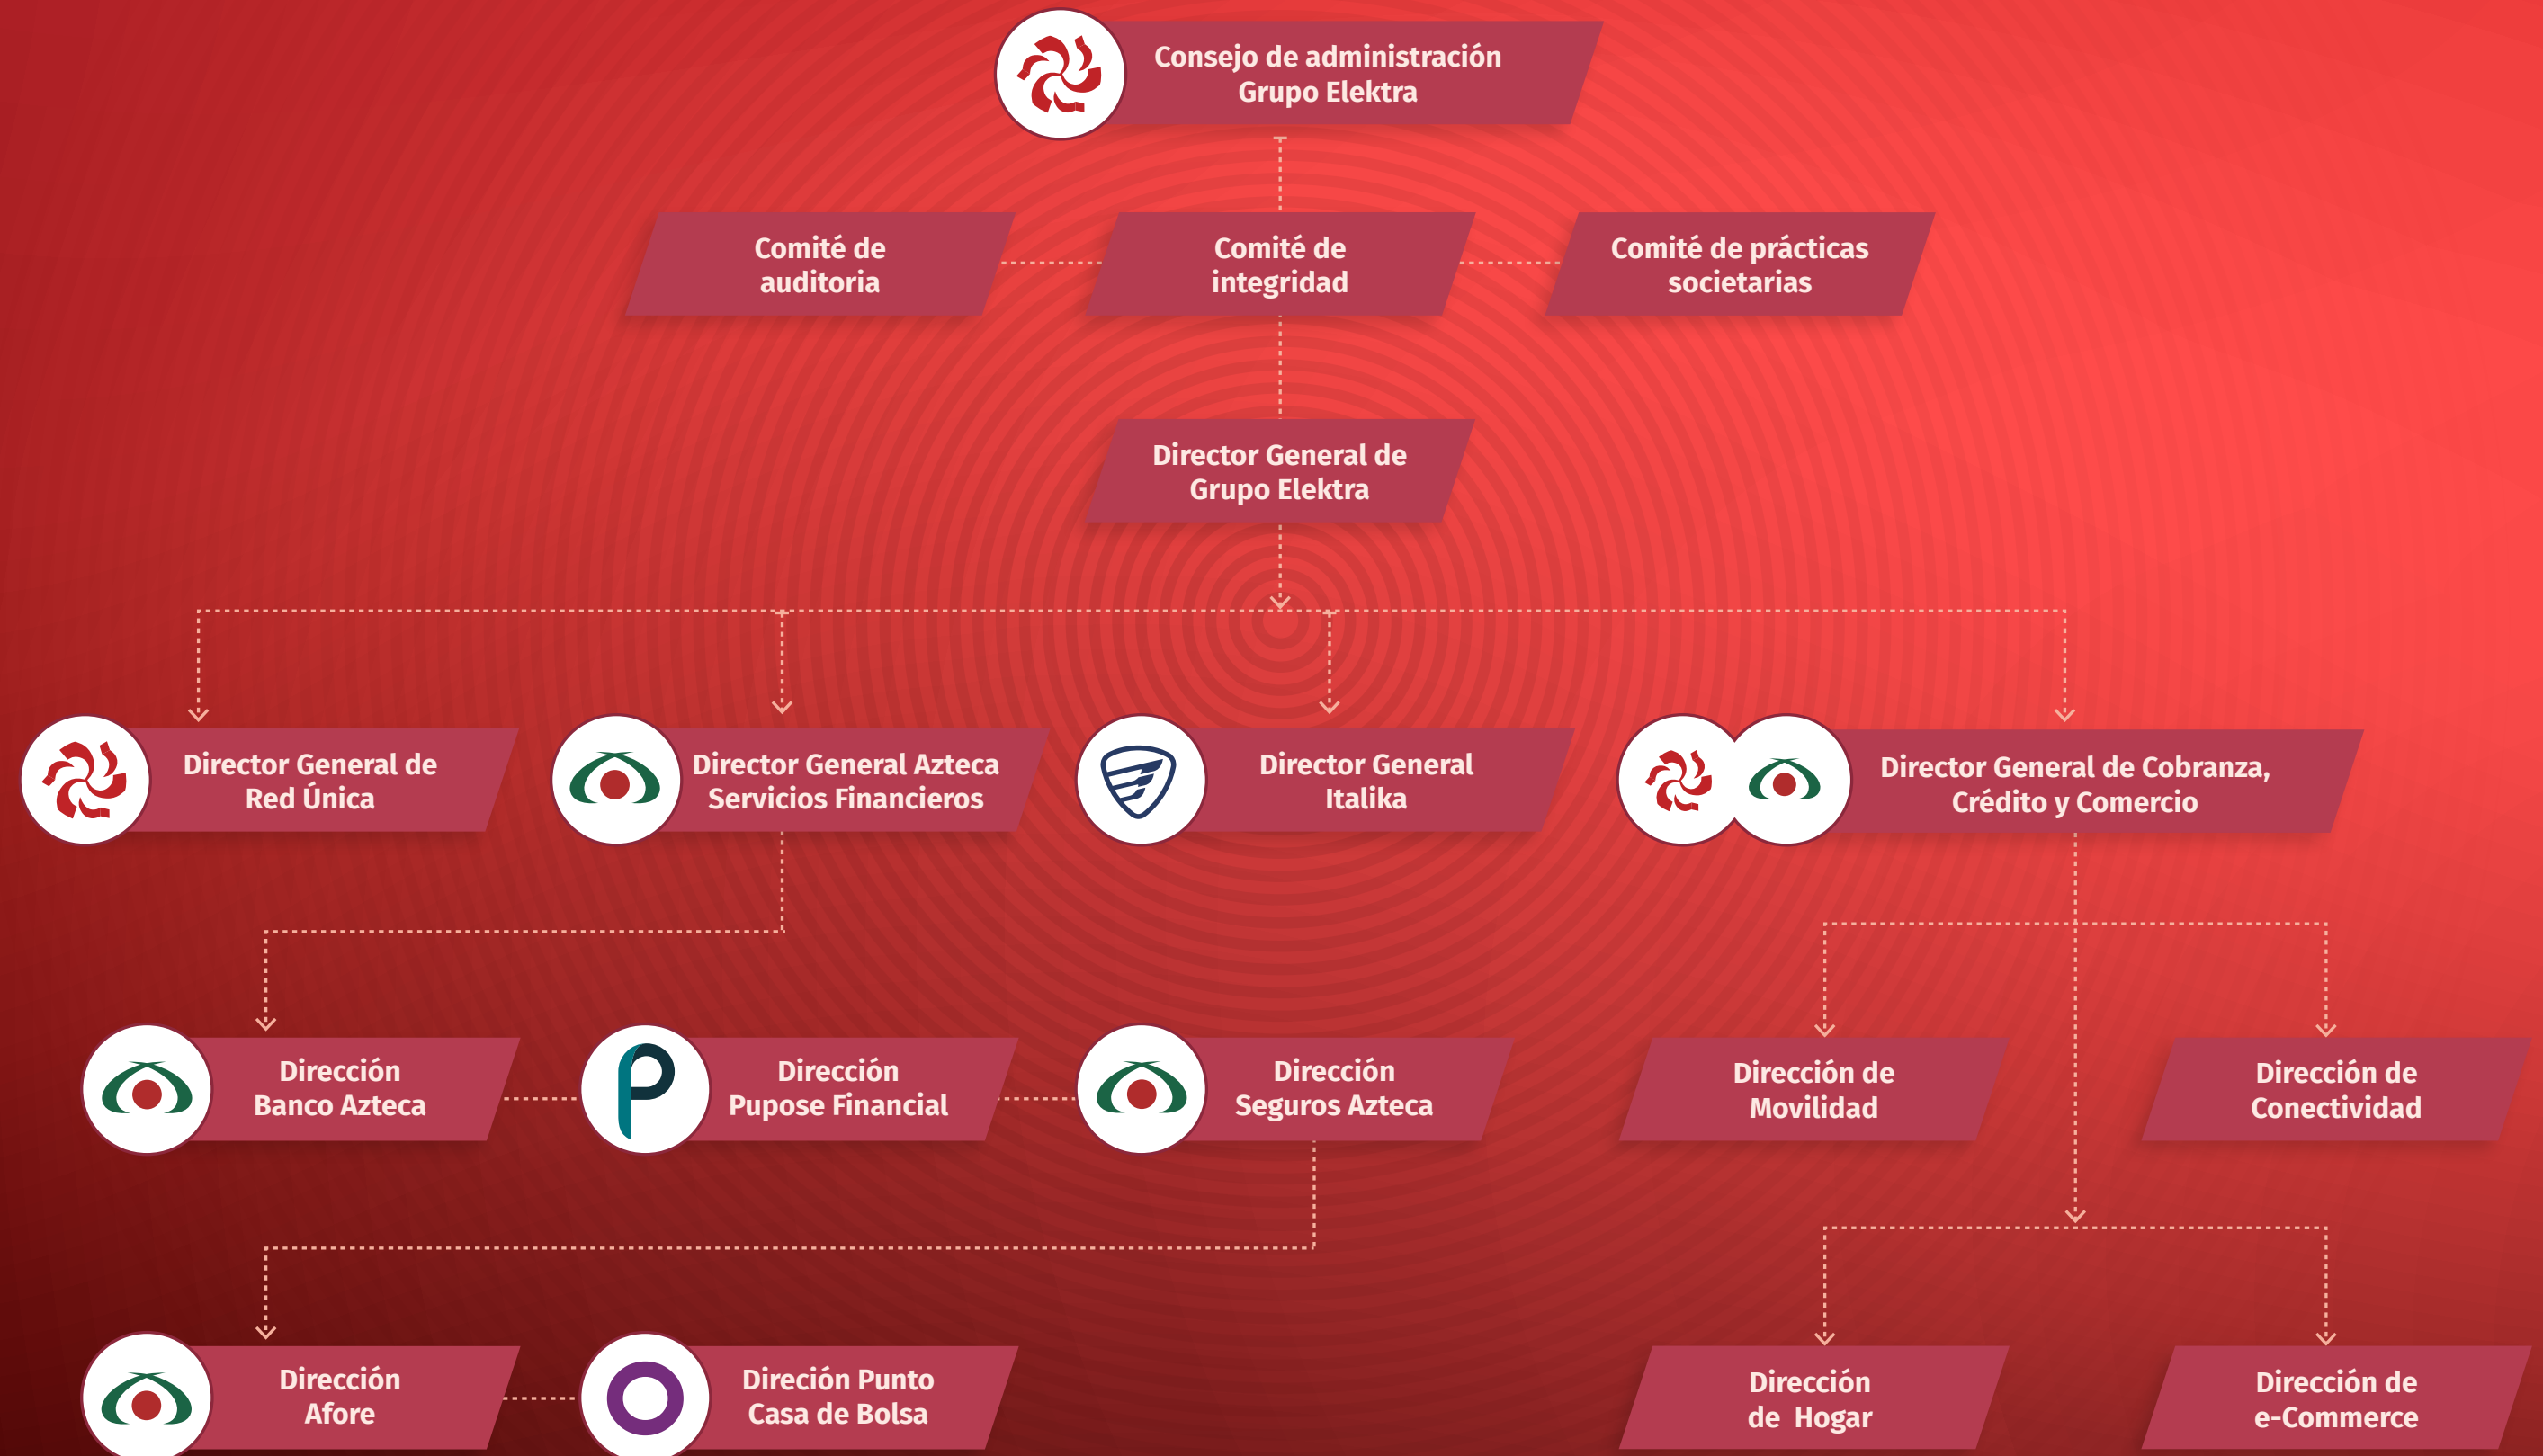 Consejo de administración
Grupo Elektra
Comité de
auditoria
Comité de
integridad
Comité de prácticas
societarias
Director General de
Grupo Elektra
Director General de
Red Única
Director General Azteca
Servicios Financieros
Director General
Italika
Director General de Cobranza,
Crédito y Comercio
Dirección
Banco Azteca
Dirección
Pupose Financial
Dirección
Seguros Azteca
Dirección de
Movilidad
Dirección de
Conectividad
Dirección
Afore
Direción Punto
Casa de Bolsa
Dirección
de Hogar
Dirección de
e-Commerce